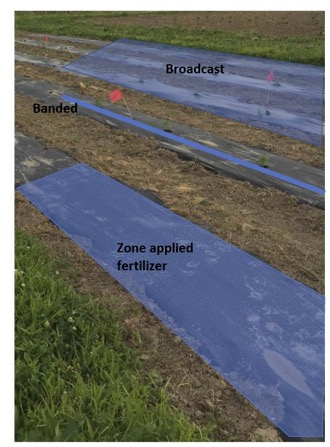 Broadcast
Banded
Zone applied
fertilizer